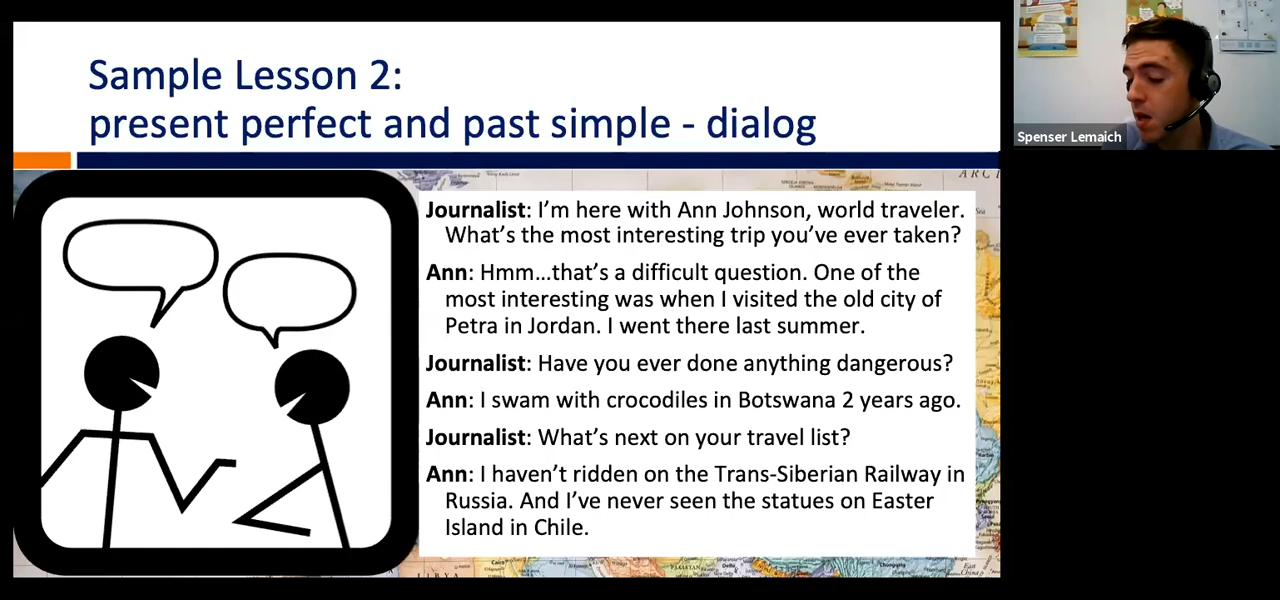 Sample Lesson 2:
present perfect and past simple - dialog
Spenser Lemaich
Journalist: I'm here with Ann Johnson, world traveler.
What's the most interesting trip you've ever taken?
Ann: Hmm...that's a difficult question. One of the
most interesting was when I visited the old city of
Petra in Jordan. I went there last summer.
Journalist: Have you ever done anything dangerous?
Ann: I swam with crocodiles in Botswana 2 years ago.
Journalist: What's next on your travel list?
Ann: I haven't ridden on the Trans-Siberian Railway in
Russia. And I've never seen the statues on Easter
Island in Chile.